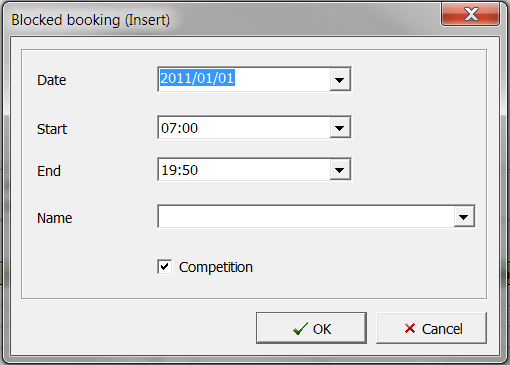 Blocked booking (Insert)
Date 2011/01/01
Start 07:00
End 19:50
Name
Competition
OK Cancel